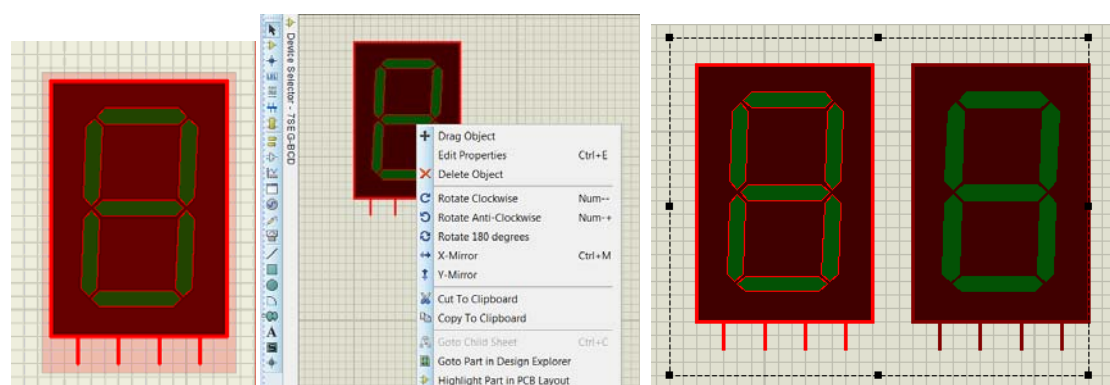 Device Selector - 7SEG-BCD
LBL
A
S
Drag Object
Edit Properties Ctrl+E
Delete Object
Rotate Clockwise Num--
Rotate Anti-Clockwise Num-+
Rotate 180 degrees
X-Mirror Ctrl+M
Y-Mirror
Cut To Clipboard
Copy To Clipboard
Goto Child Sheet Ctrl+C
Goto Part in Design Explorer
Highlight Part in PCB Layout